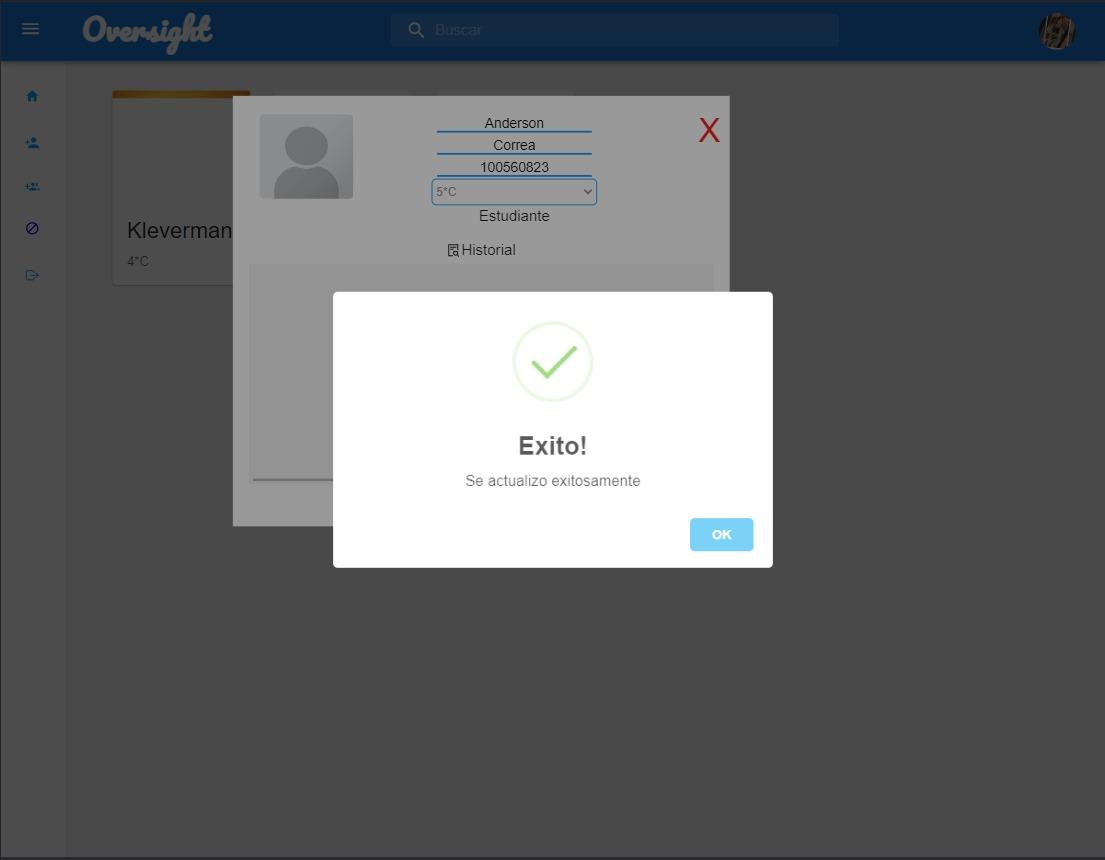 Oversight
Buscar
Anderson
Correa
100560823
5°C
Estudiante
Historial
X
Kleverman
4°C
Exito!
Se actualizo exitosamente
OK